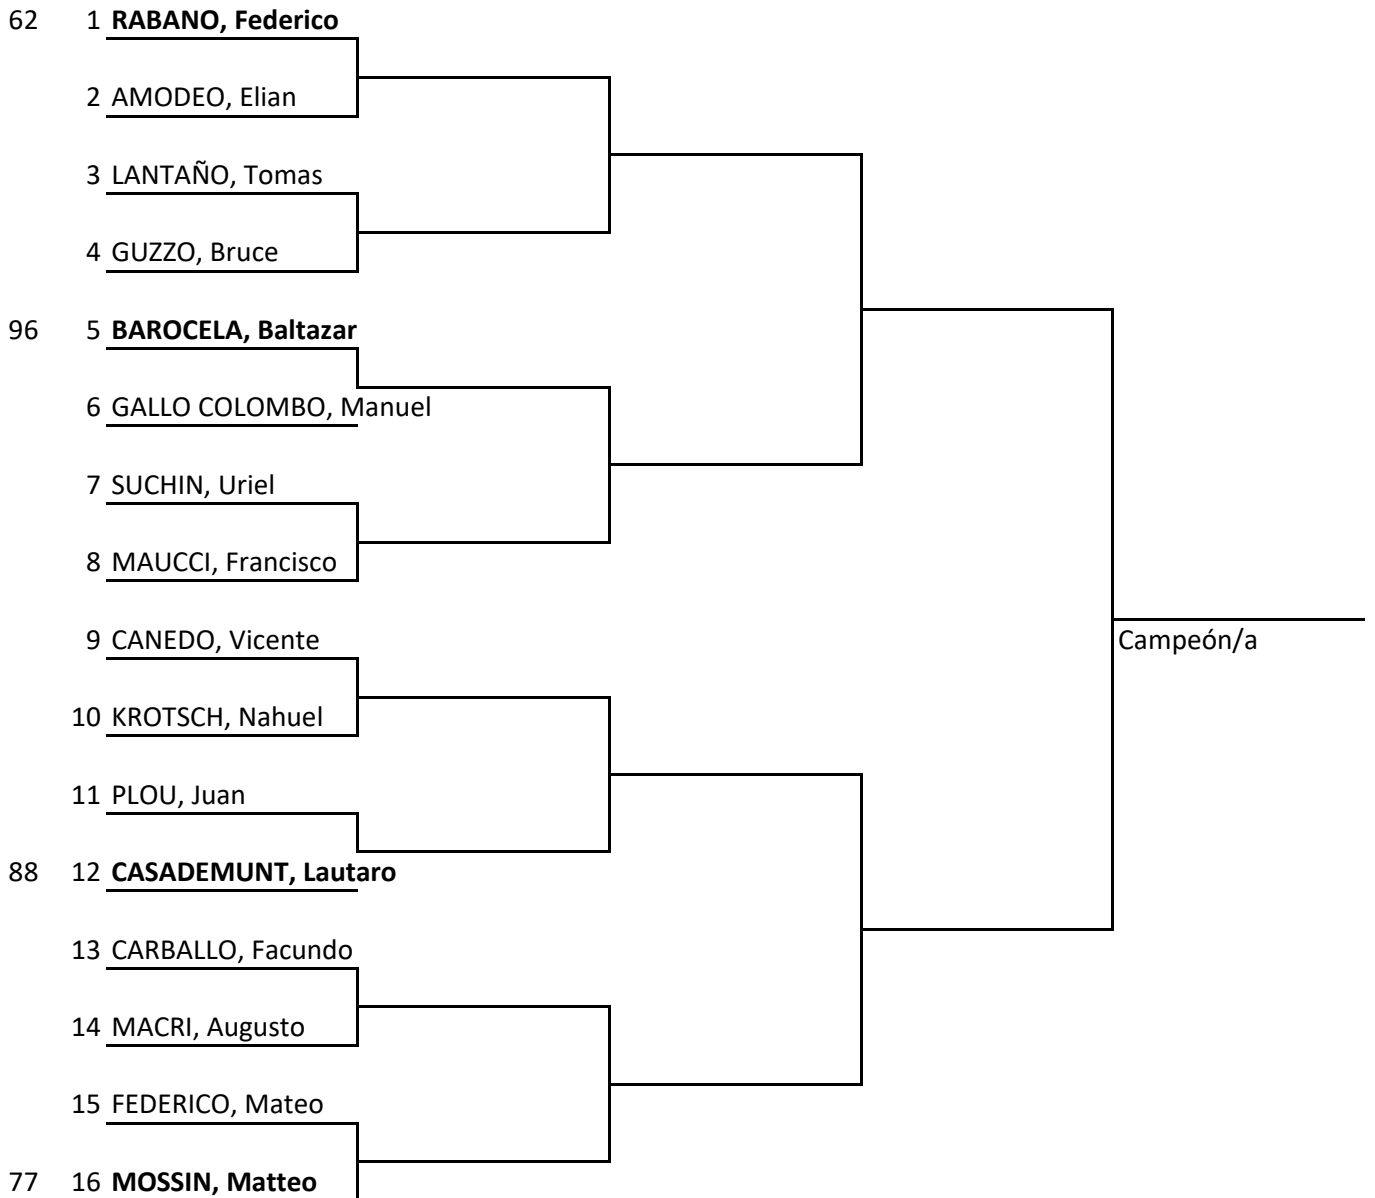 62 1 RABANO, Federico
2 AMODEO, Elian
3 LANTAÑO, Tomas
4 GUZZO, Bruce
96 5 BAROCELA, Baltazar
6 GALLO COLOMBO, Manuel
7 SUCHIN, Uriel
8 MAUCCI, Francisco
9 CANEDO, Vicente
Campeón/a
10 KROTSCH, Nahuel
11 PLOU, Juan
88 12 CASADEMUNT, Lautaro
13 CARBALLO, Facundo
14 MACRI, Augusto
15 FEDERICO, Mateo
77 16 MOSSIN, Matteo